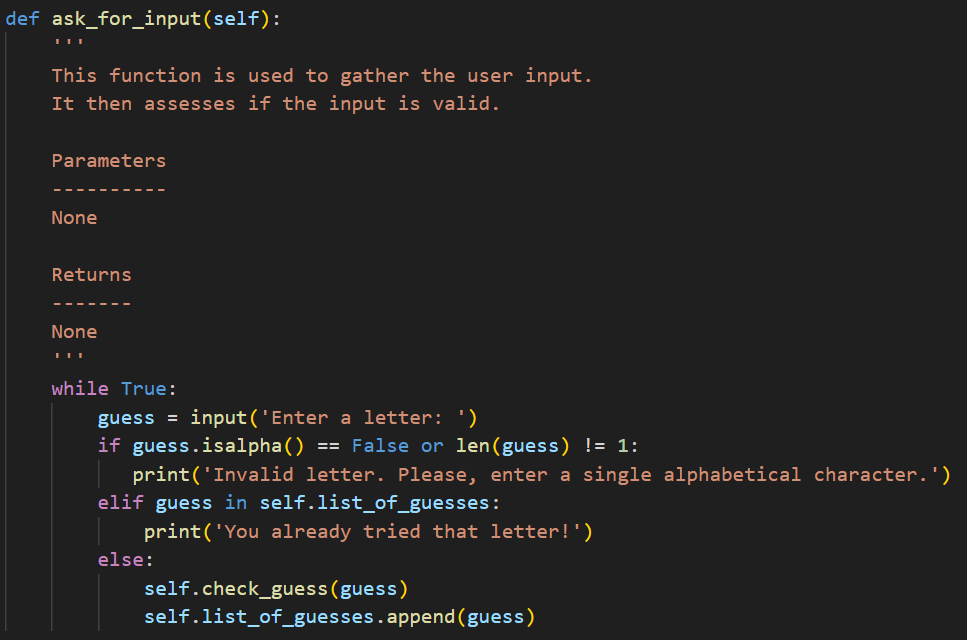 def ask_for_input(self):
    '''
    This function is used to gather the user input.
    It then assesses if the input is valid.

    Parameters
    ----------
    None

    Returns
    -------
    None
    '''
    while True:
        guess = input('Enter a letter: ')
        if guess.isalpha() == False or len(guess) != 1:
           print('Invalid letter. Please, enter a single alphabetical character.')
        elif guess in self.list_of_guesses:
            print('You already tried that letter!')
        else:
            self.check_guess(guess)
            self.list_of_guesses.append(guess)